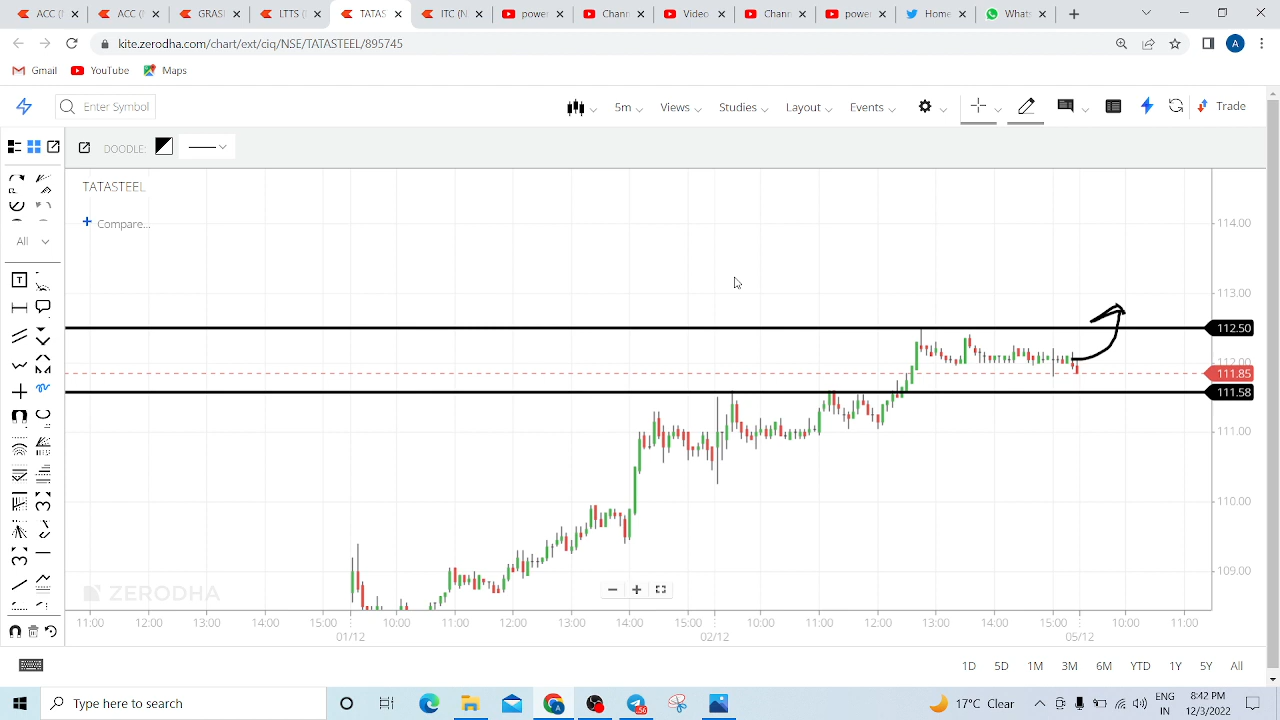 ACC (
(N
GRASI
LTTS (
TATAS
ITC (N
power
Chann
Video
Chann
power
Home
Whats
kite.zerodha.com/chart/ext/ciq/NSE/TATASTEEL/895745
A
Gmail
YouTube
Maps
Enter Symbol
5m
Views
Studies
Layout
Events
Trade
DOODLE:
TATASTEEL
Compare...
All
T
114.00
113.00
112.50
112.00
111.85
111.58
111.00
110.00
109.00
ZERODHA
11:00 12:00 13:00 14:00 15:00 10:00 11:00 12:00 13:00 14:00 15:00 10:00 11:00 12:00 13:00 14:00 15:00 10:00 11:00
01/12 02/12 05/12
1D 5D 1M 3M 6M YTD 1Y 5Y All
Type here to search
17°C Clear
ENG
IN
8:42 PM
12/3/2022